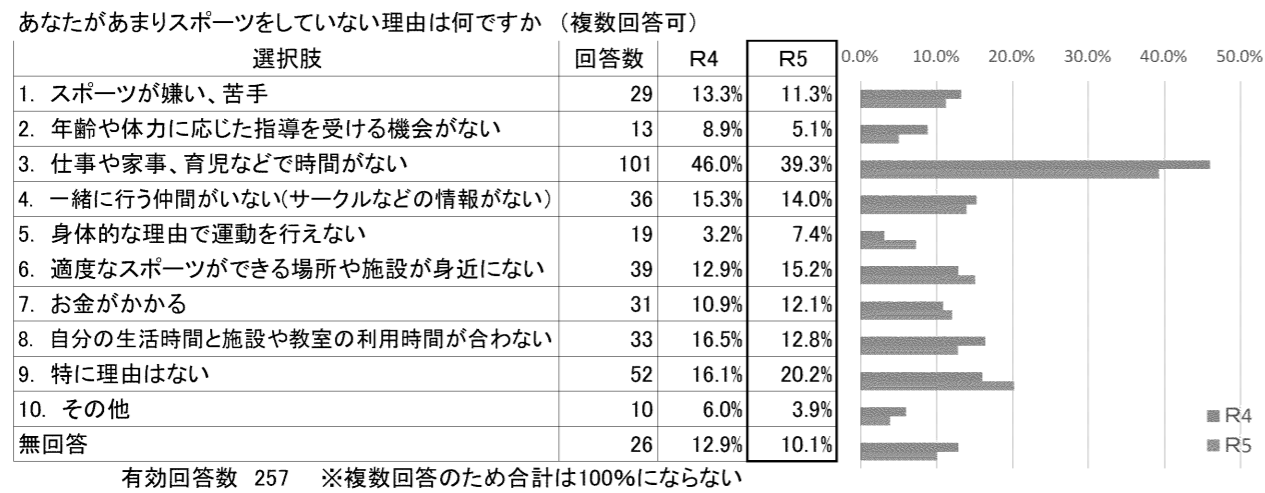 あなたがあまりスポーツをしていない理由は何ですか （複数回答可）
選択肢 回答数 R4 R5 0.0% 10.0% 20.0% 30.0% 40.0% 50.0%
1. スポーツが嫌い、苦手 29 13.3% 11.3%
2. 年齢や体力に応じた指導を受ける機会がない 13 8.9% 5.1%
3. 仕事や家事、育児などで時間がない 101 46.0% 39.3%
4. 一緒に行う仲間がいない(サークルなどの情報がない) 36 15.3% 14.0%
5. 身体的な理由で運動を行えない 19 3.2% 7.4%
6. 適度なスポーツができる場所や施設が身近にない 39 12.9% 15.2%
7. お金がかかる 31 10.9% 12.1%
8. 自分の生活時間と施設や教室の利用時間が合わない 33 16.5% 12.8%
9. 特に理由はない 52 16.1% 20.2%
10. その他 10 6.0% 3.9% R4
無回答 26 12.9% 10.1% R5
有効回答数 257 ※複数回答のため合計は100%にならない